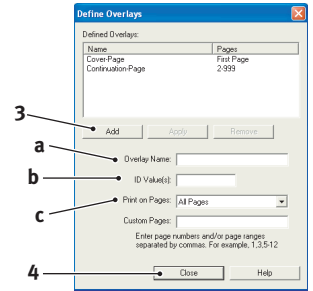 Define Overlays
Defined Overlays:
Name Pages
Cover-Page First Page
Continuation-Page 2-999
3 Add Apply Remove
a Overlay Name:
b ID Value(s):
c Print on Pages: All Pages
Custom Pages:
Enter page numbers and/or page ranges
separated by commas. For example, 1,3,5-12
4 Close Help